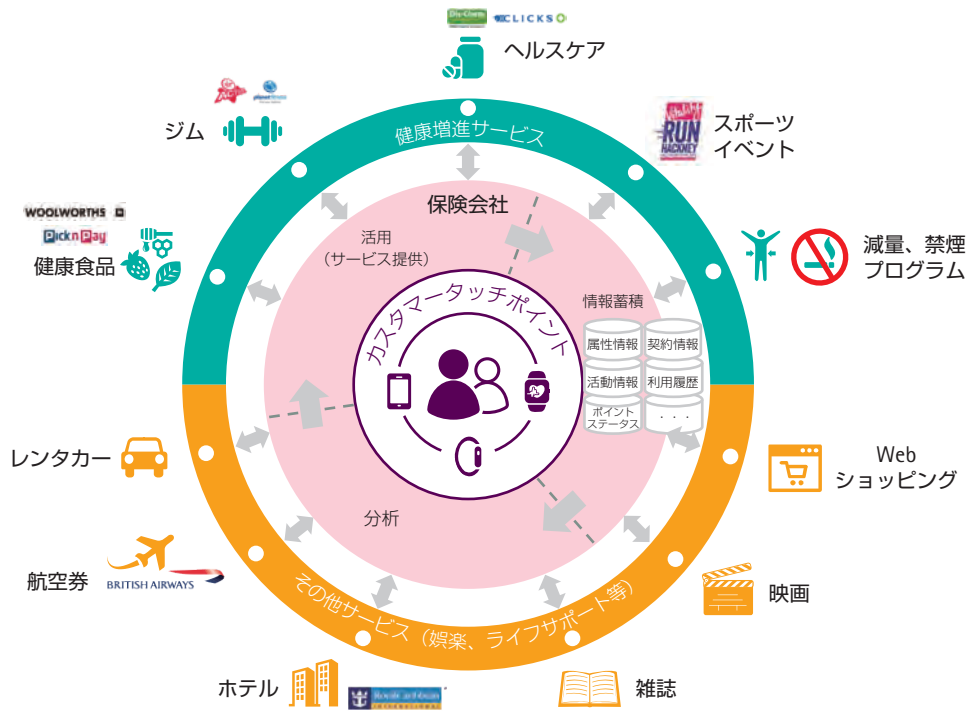 Dis-Chem
CLICKS
ヘルスケア
ジム
planet fitness
健康増進サービス
Vitality
RUN
HACKNEY
スポーツ
イベント
保険会社
活用
(サービス提供)
WOOLWORTHS
Pick n Pay
健康食品
減量、禁煙
プログラム
カスタマータッチポイント
情報蓄積
属性情報
契約情報
活動情報
利用履歴
ポイント
ステータス
・・・
レンタカー
Web
ショッピング
分析
航空券
BRITISH AIRWAYS
映画
その他サービス(娯楽、ライフサポート等)
ホテル
INTERNATIONAL
雑誌